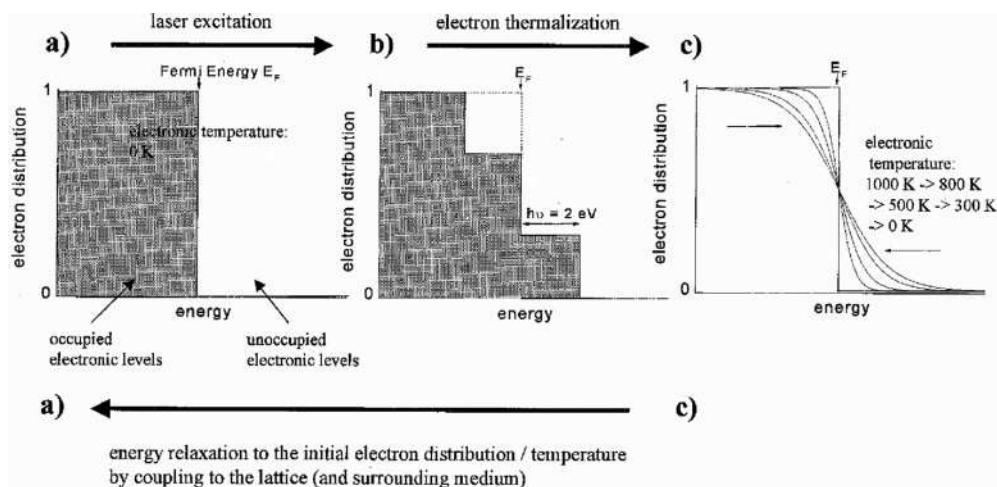 laser excitation
electron thermalization
a)
b)
c)
Fermi Energy E_F
E_F
E_F
1
electron distribution
0
electronic temperature:
0 K
energy
occupied
electronic levels
unoccupied
electronic levels
1
electron distribution
0
hυ = 2 eV
energy
1
electron distribution
0
electronic
temperature:
1000 K -> 800 K
-> 500 K -> 300 K
-> 0 K
energy
a)
c)
energy relaxation to the initial electron distribution / temperature
by coupling to the lattice (and surrounding medium)